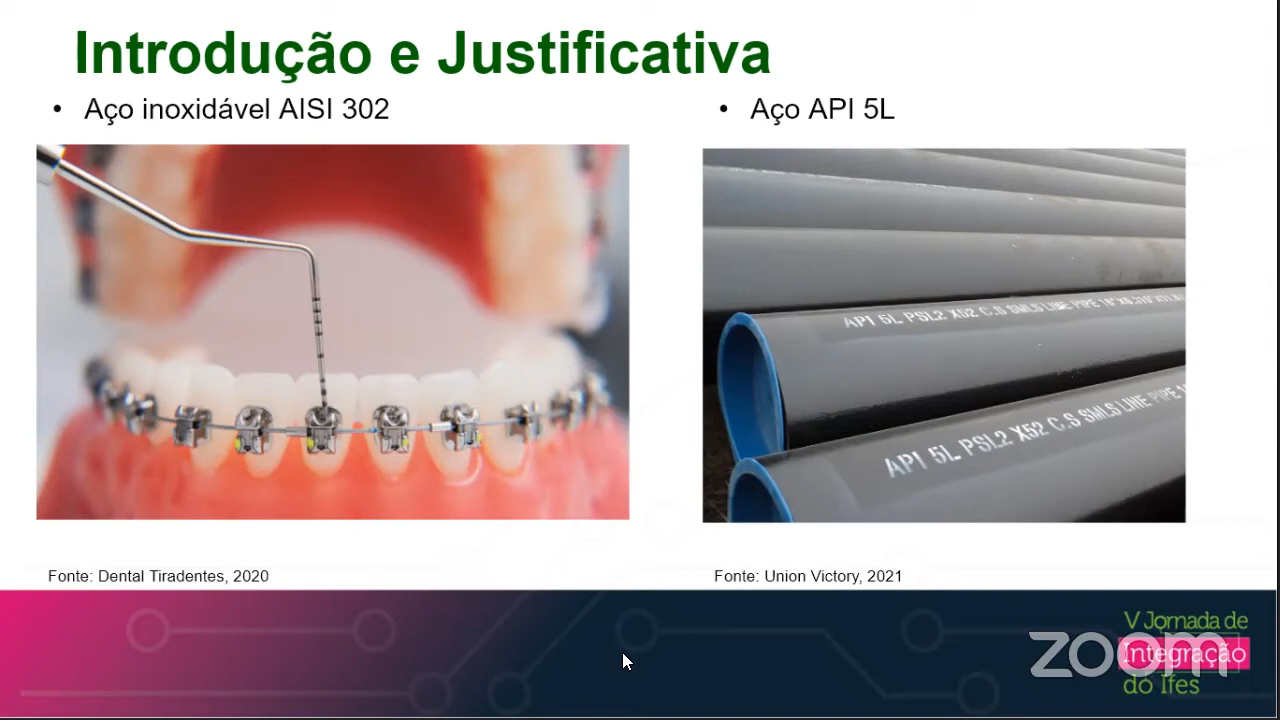 Introdução e Justificativa
• Aço inoxidável AISI 302
• Aço API 5L
API 5L PSL2 X52 C.S SMLS LINE PIPE
API 5L PSL2 X52 C.S SMLS LINE PIPE
Fonte: Dental Tiradentes, 2020
Fonte: Union Victory, 2021
V Jornada de
Integração
do Ifes
zoom